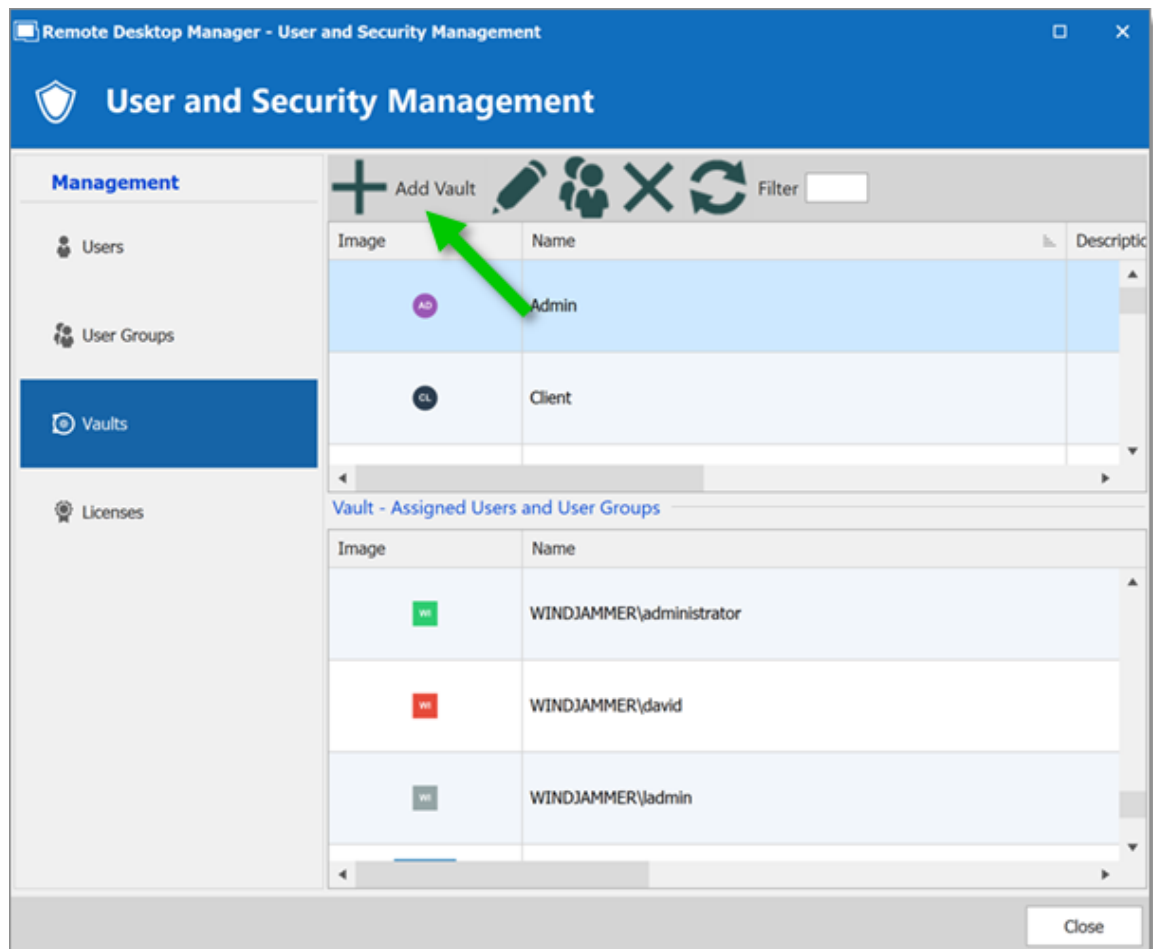 Remote Desktop Manager - User and Security Management
User and Security Management
Management
Users
User Groups
Vaults
Licenses
Add Vault
Filter
Image Name Descriptic
AD Admin
CL Client
Vault - Assigned Users and User Groups
Image Name
WI WINDJAMMER\administrator
WI WINDJAMMER\david
WI WINDJAMMER\ladmin
Close